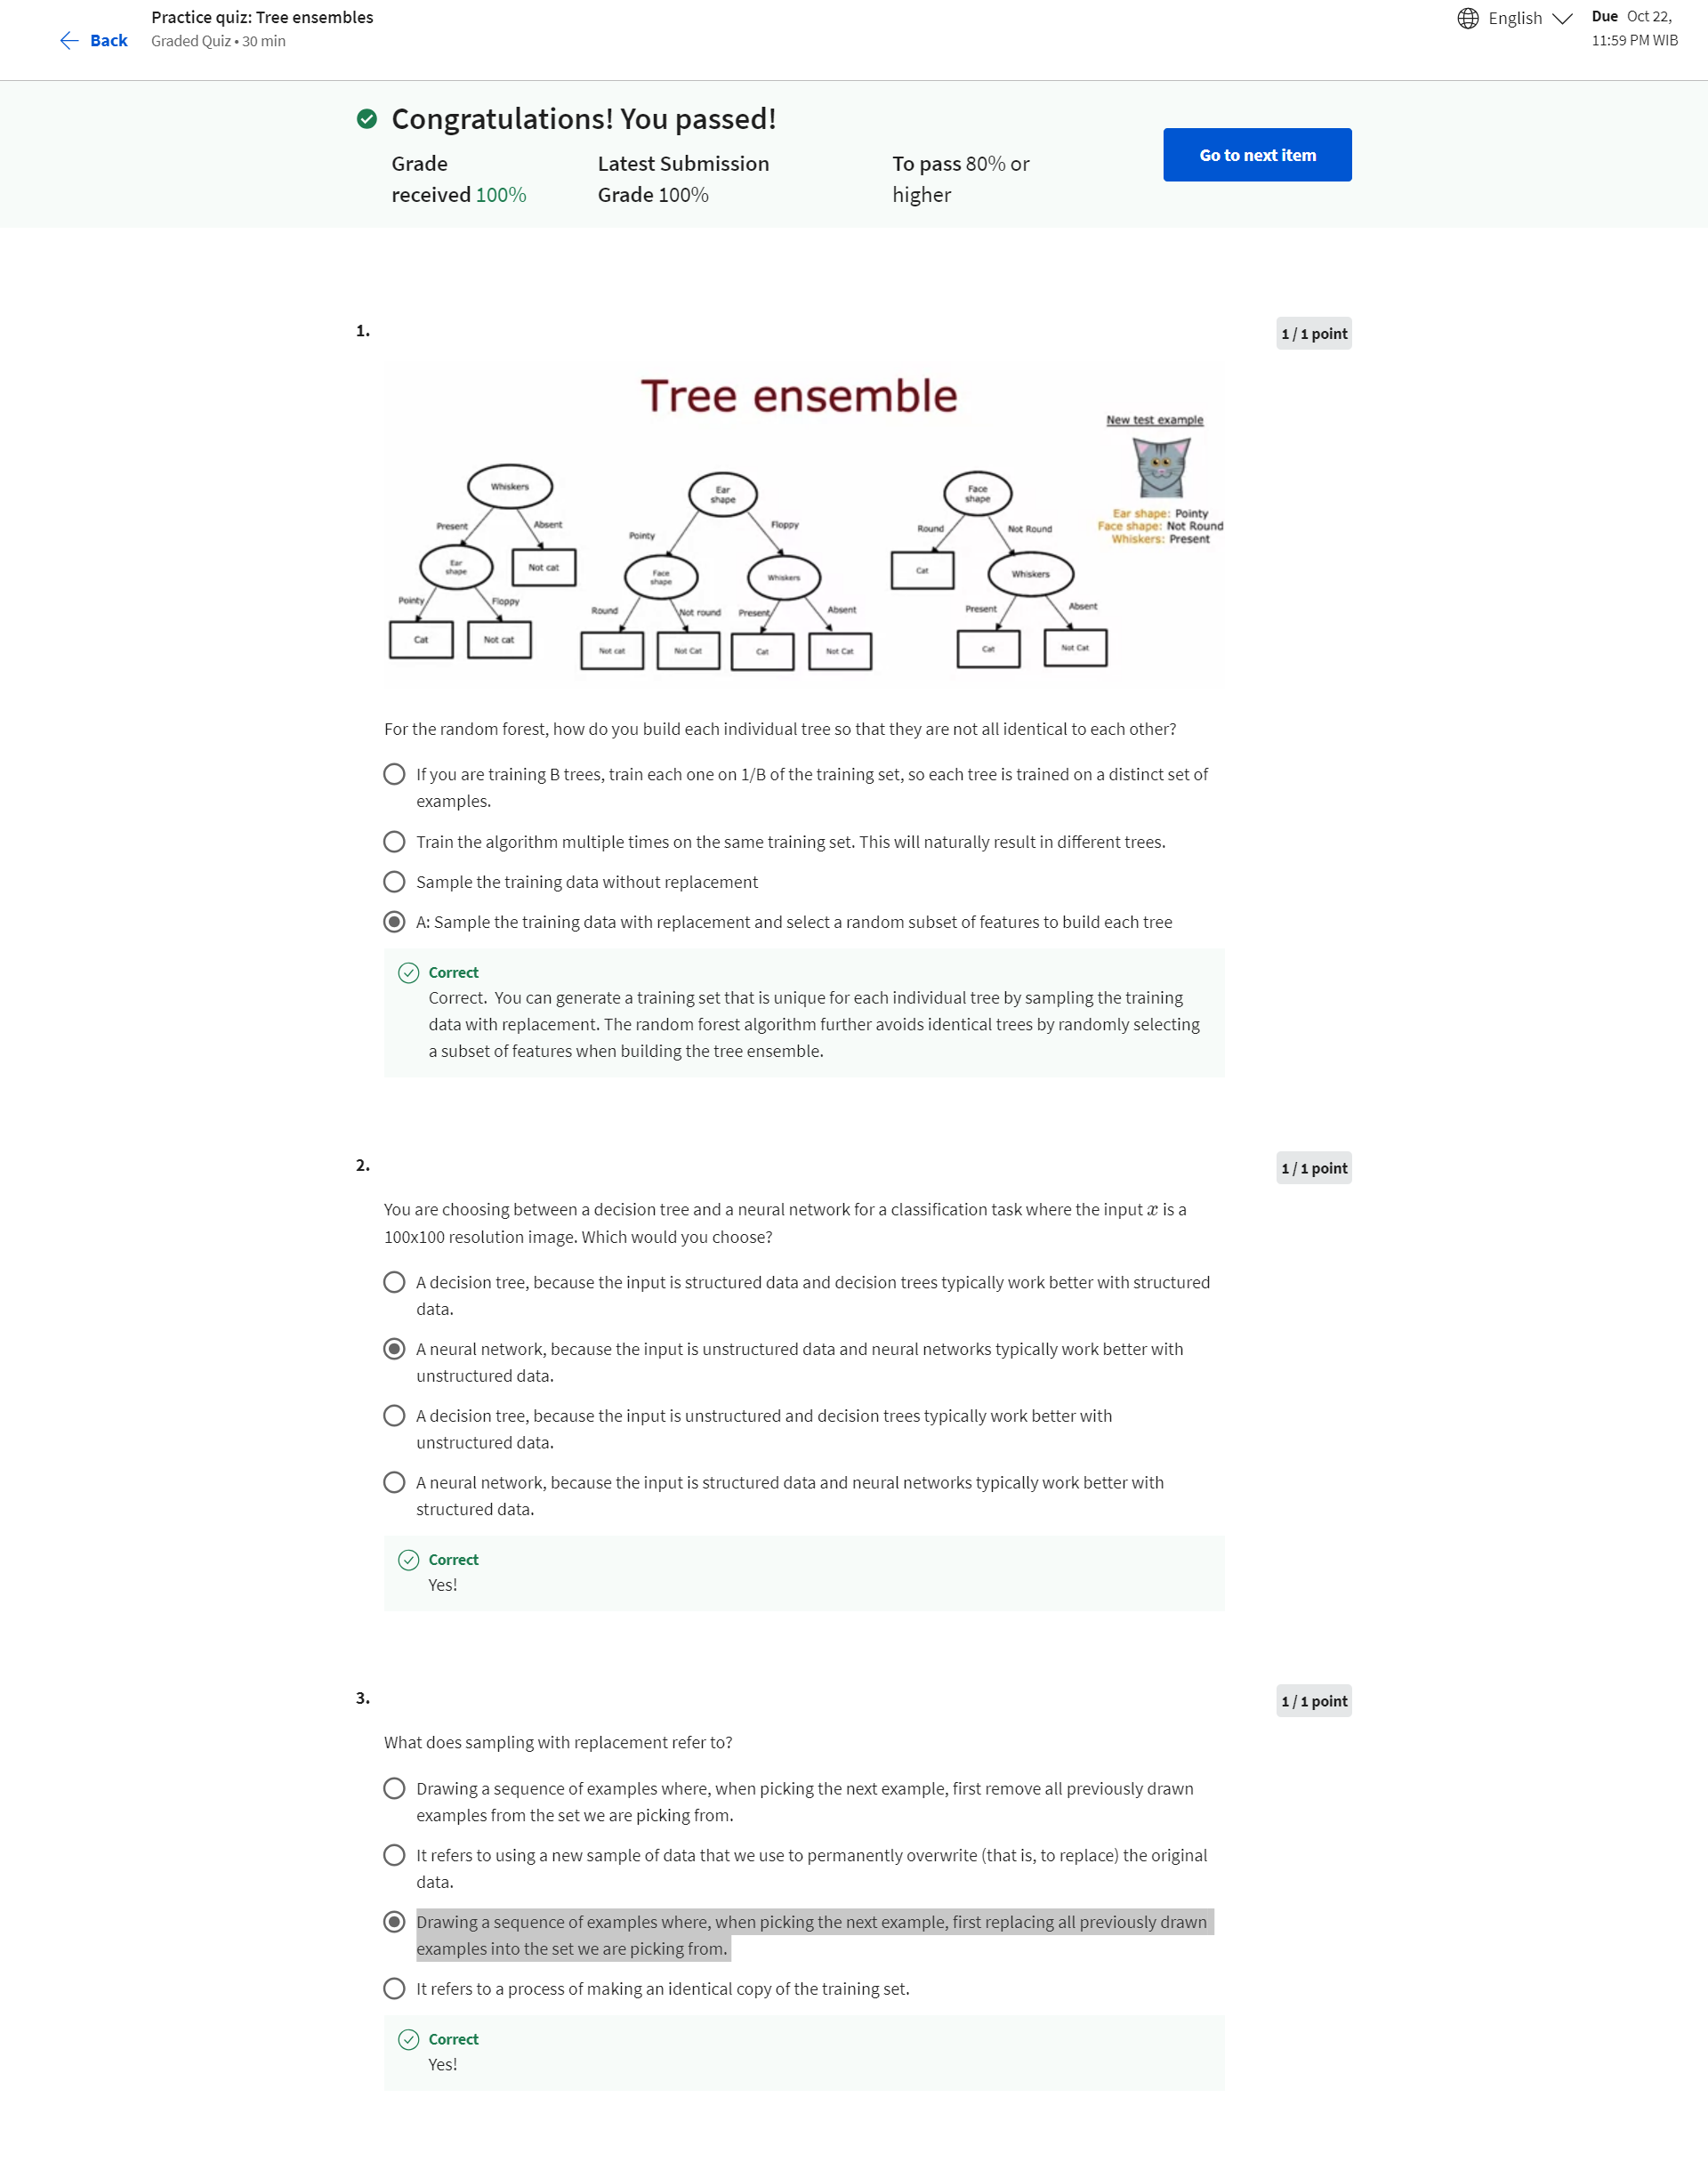 Practice quiz: Tree ensembles
Back
Graded Quiz • 30 min
English
Due Oct 22,
11:59 PM WIB
Congratulations! You passed!
Grade
received 100%
Latest Submission
Grade 100%
To pass 80% or
higher
Go to next item
1.
1 / 1 point
Tree ensemble
New test example
Ear shape: Pointy
Face shape: Not Round
Whiskers: Present
Whiskers
Present
Absent
Ear
shape
Not cat
Pointy
Floppy
Cat
Not cat
Ear
shape
Pointy
Floppy
Face
shape
Whiskers
Round
Not round
Present
Absent
Not cat
Not Cat
Cat
Not Cat
Face
shape
Round
Not Round
Cat
Whiskers
Present
Absent
Cat
Not Cat
For the random forest, how do you build each individual tree so that they are not all identical to each other?
If you are training B trees, train each one on 1/B of the training set, so each tree is trained on a distinct set of
examples.
Train the algorithm multiple times on the same training set. This will naturally result in different trees.
Sample the training data without replacement
A: Sample the training data with replacement and select a random subset of features to build each tree
Correct
Correct. You can generate a training set that is unique for each individual tree by sampling the training
data with replacement. The random forest algorithm further avoids identical trees by randomly selecting
a subset of features when building the tree ensemble.
2.
1 / 1 point
You are choosing between a decision tree and a neural network for a classification task where the input x is a
100x100 resolution image. Which would you choose?
A decision tree, because the input is structured data and decision trees typically work better with structured
data.
A neural network, because the input is unstructured data and neural networks typically work better with
unstructured data.
A decision tree, because the input is unstructured and decision trees typically work better with
unstructured data.
A neural network, because the input is structured data and neural networks typically work better with
structured data.
Correct
Yes!
3.
1 / 1 point
What does sampling with replacement refer to?
Drawing a sequence of examples where, when picking the next example, first remove all previously drawn
examples from the set we are picking from.
It refers to using a new sample of data that we use to permanently overwrite (that is, to replace) the original
data.
Drawing a sequence of examples where, when picking the next example, first replacing all previously drawn
examples into the set we are picking from.
It refers to a process of making an identical copy of the training set.
Correct
Yes!